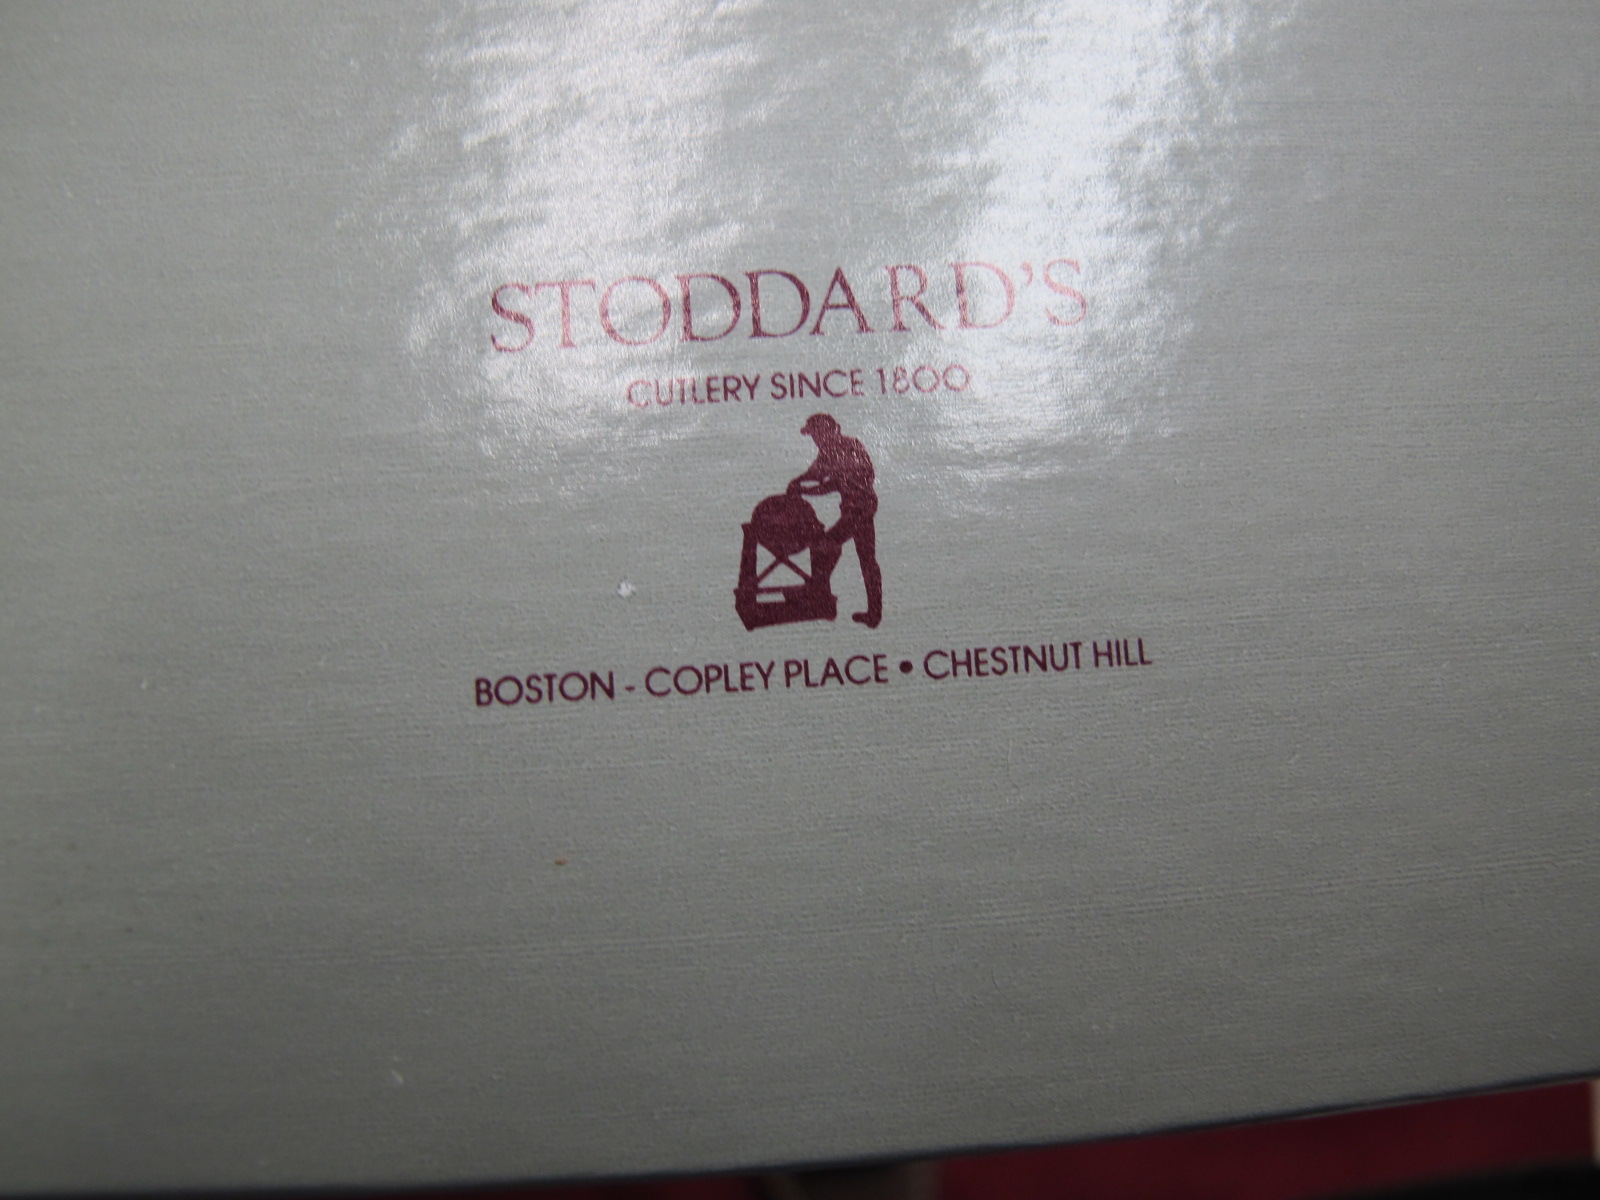 STODDARD'S
CUTLERY SINCE 1800
BOSTON - COPLEY PLACE • CHESTNUT HILL